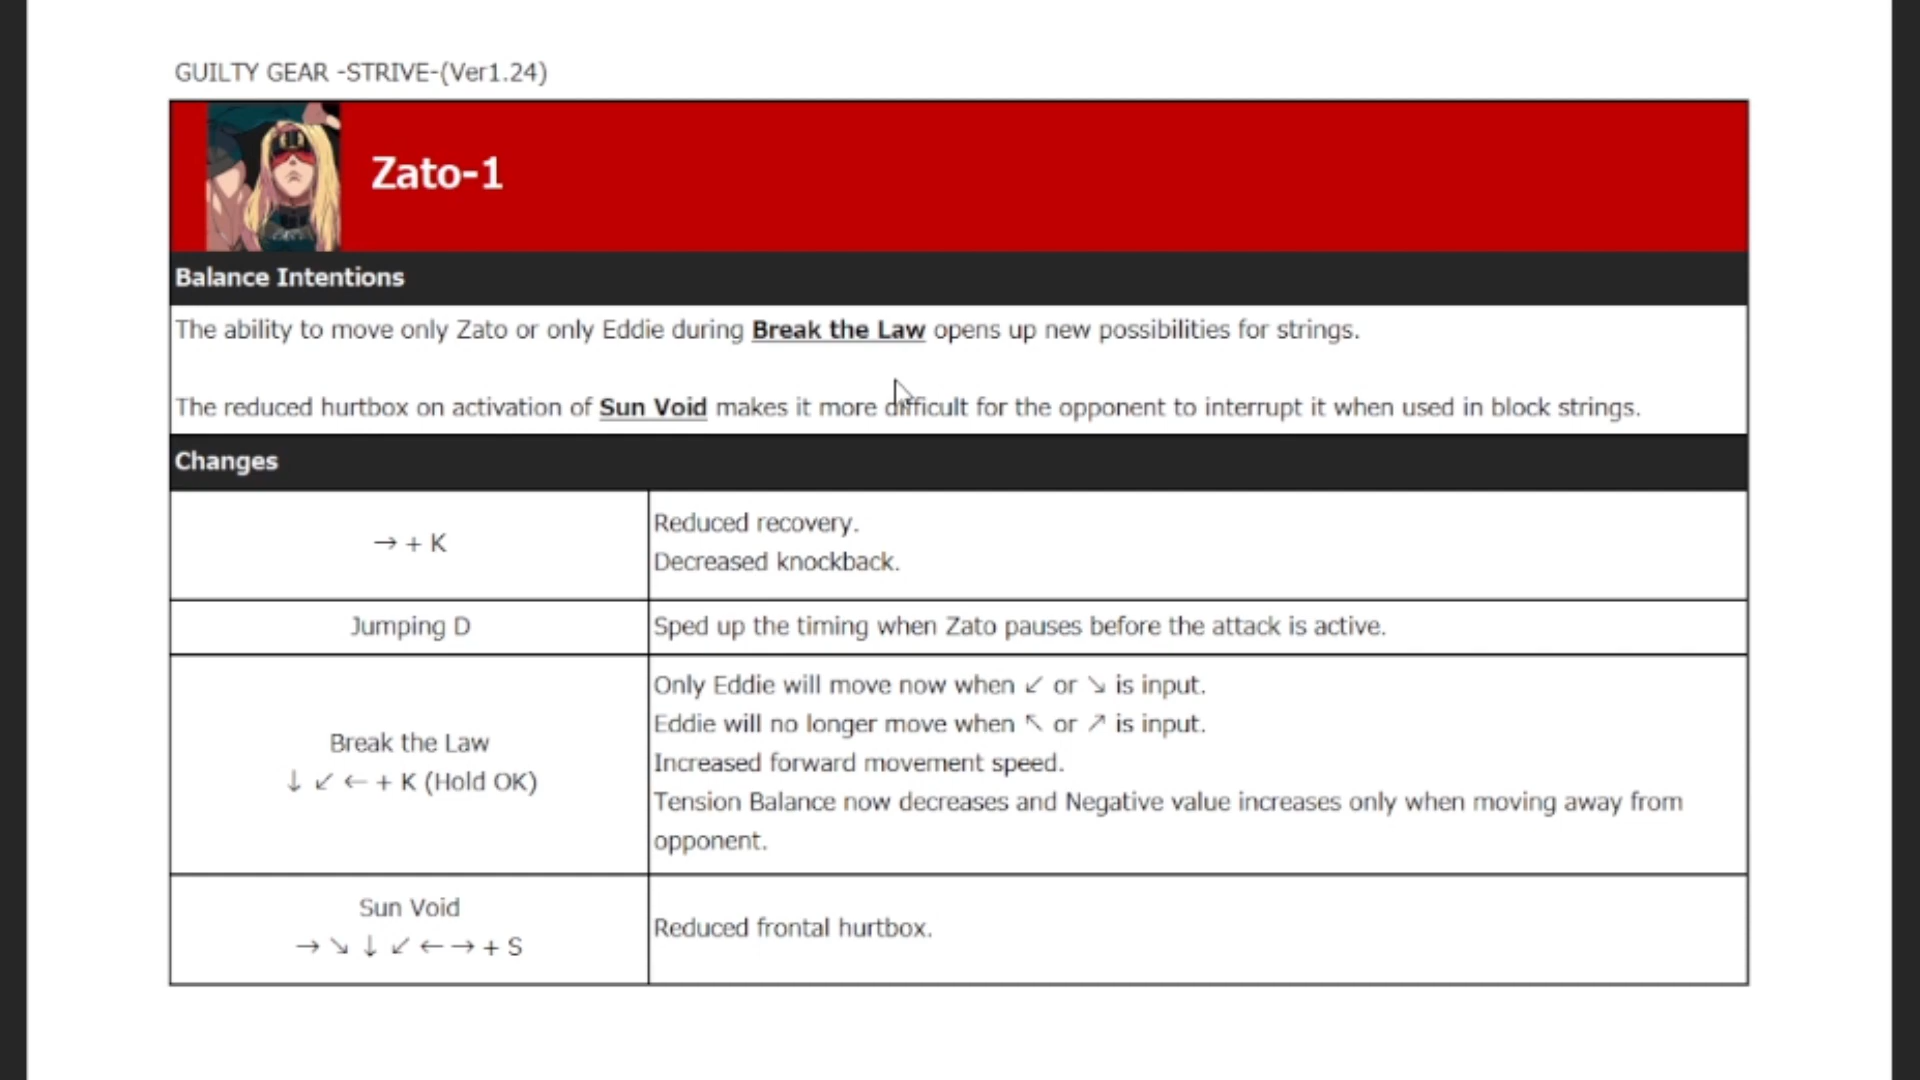 GUILTY GEAR -STRIVE-(Ver1.24)
Zato-1
Balance Intentions
The ability to move only Zato or only Eddie during Break the Law opens up new possibilities for strings.
The reduced hurtbox on activation of Sun Void makes it more difficult for the opponent to interrupt it when used in block strings.
Changes
→ + K
Reduced recovery.
Decreased knockback.
Jumping D
Sped up the timing when Zato pauses before the attack is active.
Break the Law
↓ ↙ ← + K (Hold OK)
Only Eddie will move now when ↙ or ↘ is input.
Eddie will no longer move when ↖ or ↗ is input.
Increased forward movement speed.
Tension Balance now decreases and Negative value increases only when moving away from
opponent.
Sun Void
→ ↘ ↓ ↙ ← → + S
Reduced frontal hurtbox.